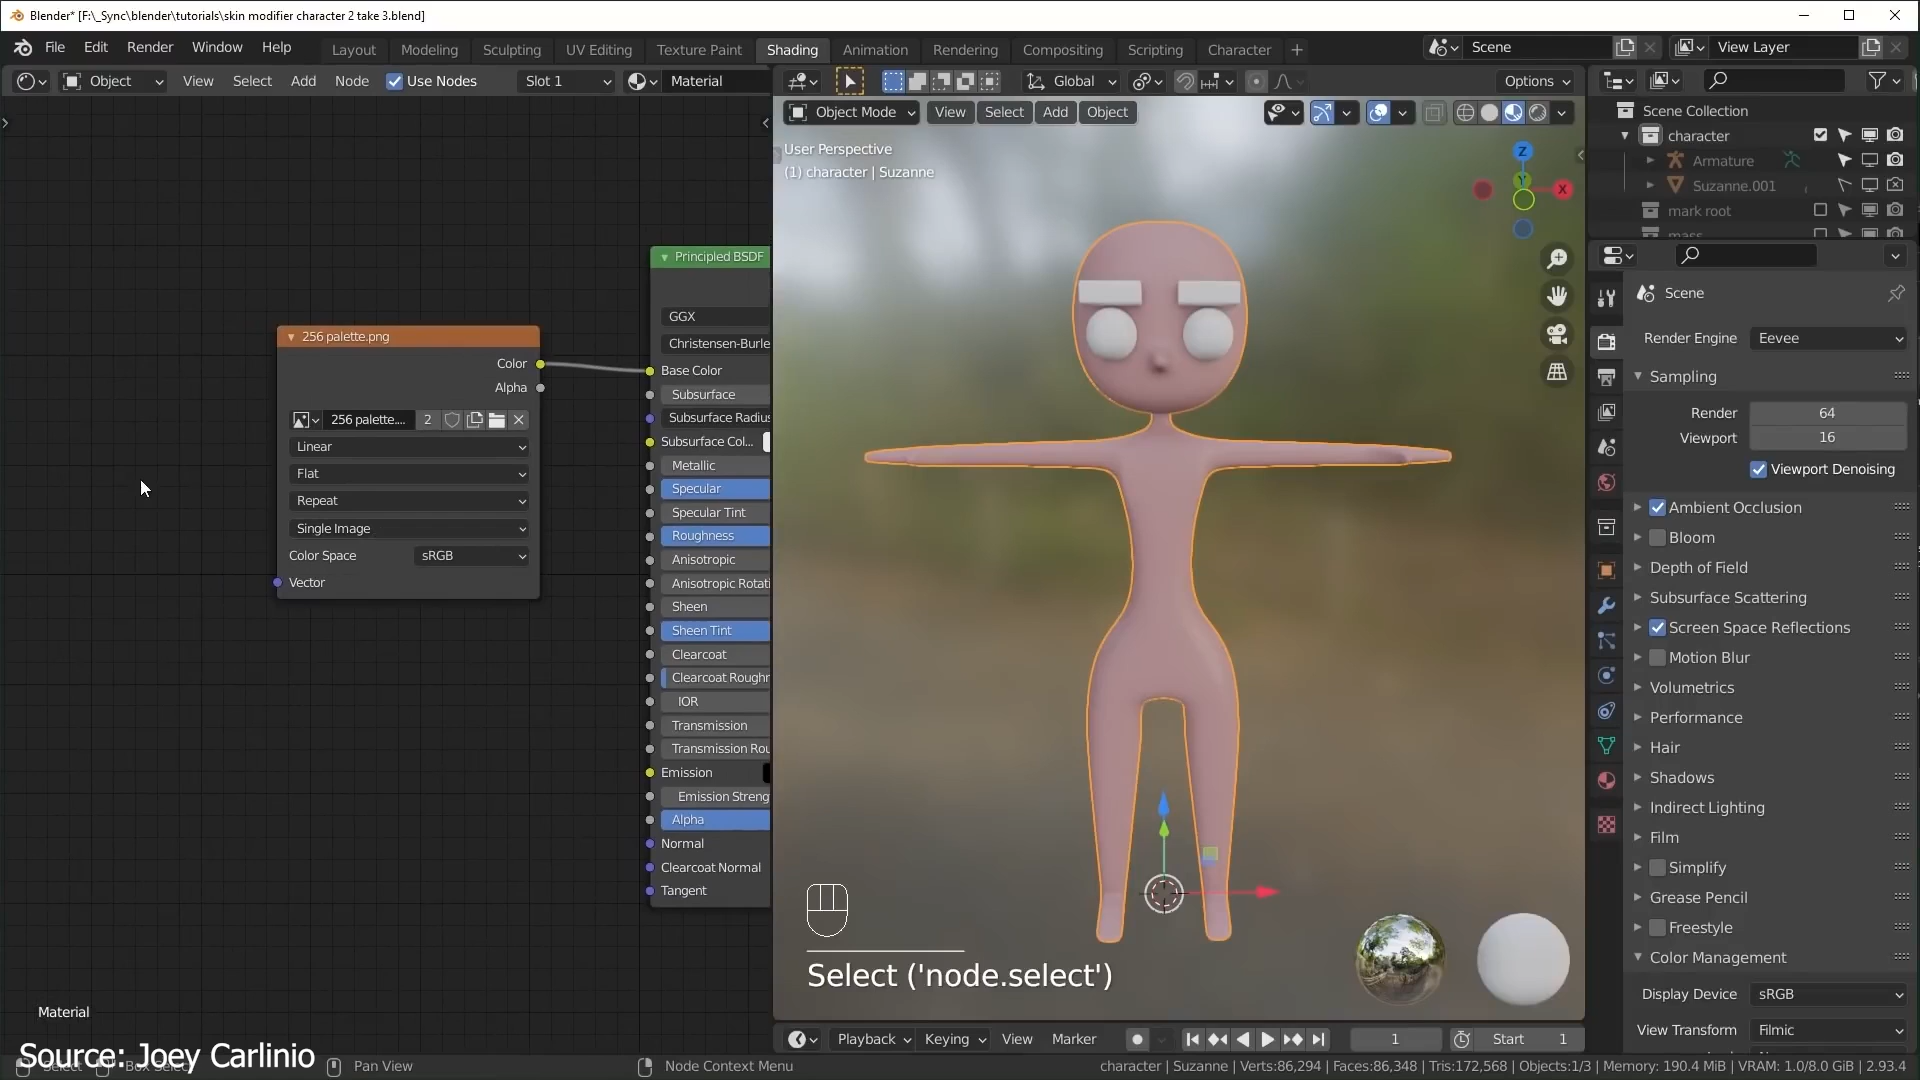 Blender* [F:\_Sync\blender\tutorials\skin modifier character 2 take 3.blend]
File Edit Render Window Help Layout Modeling Sculpting UV Editing Texture Paint Shading Animation Rendering Compositing Scripting Character + Scene View Layer
Object View Select Add Node Use Nodes Slot 1 Material Global Options
Object Mode View Select Add Object
User Perspective
(1) character | Suzanne
Z
Y
X
Scene Collection
character
Armature
Suzanne.001
mark root
mass
Principled BSDF
GGX
Christensen-Burle
Base Color
Subsurface
Subsurface Radius
Subsurface Col...
Metallic
Specular
Specular Tint
Roughness
Anisotropic
Anisotropic Rotati
Sheen
Sheen Tint
Clearcoat
Clearcoat Roughn
IOR
Transmission
Transmission Rou
Emission
Emission Streng
Alpha
Normal
Clearcoat Normal
Tangent
256 palette.png
Color
Alpha
256 palette.... 2
Linear
Flat
Repeat
Single Image
Color Space sRGB
Vector
Scene
Render Engine Eevee
Sampling
Render 64
Viewport 16
Viewport Denoising
Ambient Occlusion
Bloom
Depth of Field
Subsurface Scattering
Screen Space Reflections
Motion Blur
Volumetrics
Performance
Hair
Shadows
Indirect Lighting
Film
Simplify
Grease Pencil
Freestyle
Color Management
Display Device sRGB
View Transform Filmic
Select ('node.select')
Material
Playback Keying View Marker 1 Start 1
Source: Joey Carlinio
Select Box Select Pan View Node Context Menu character | Suzanne | Verts:86,294 | Faces:86,348 | Tris:172,568 | Objects:1/3 | Memory: 190.4 MiB | VRAM: 1.0/8.0 GiB | 2.93.4